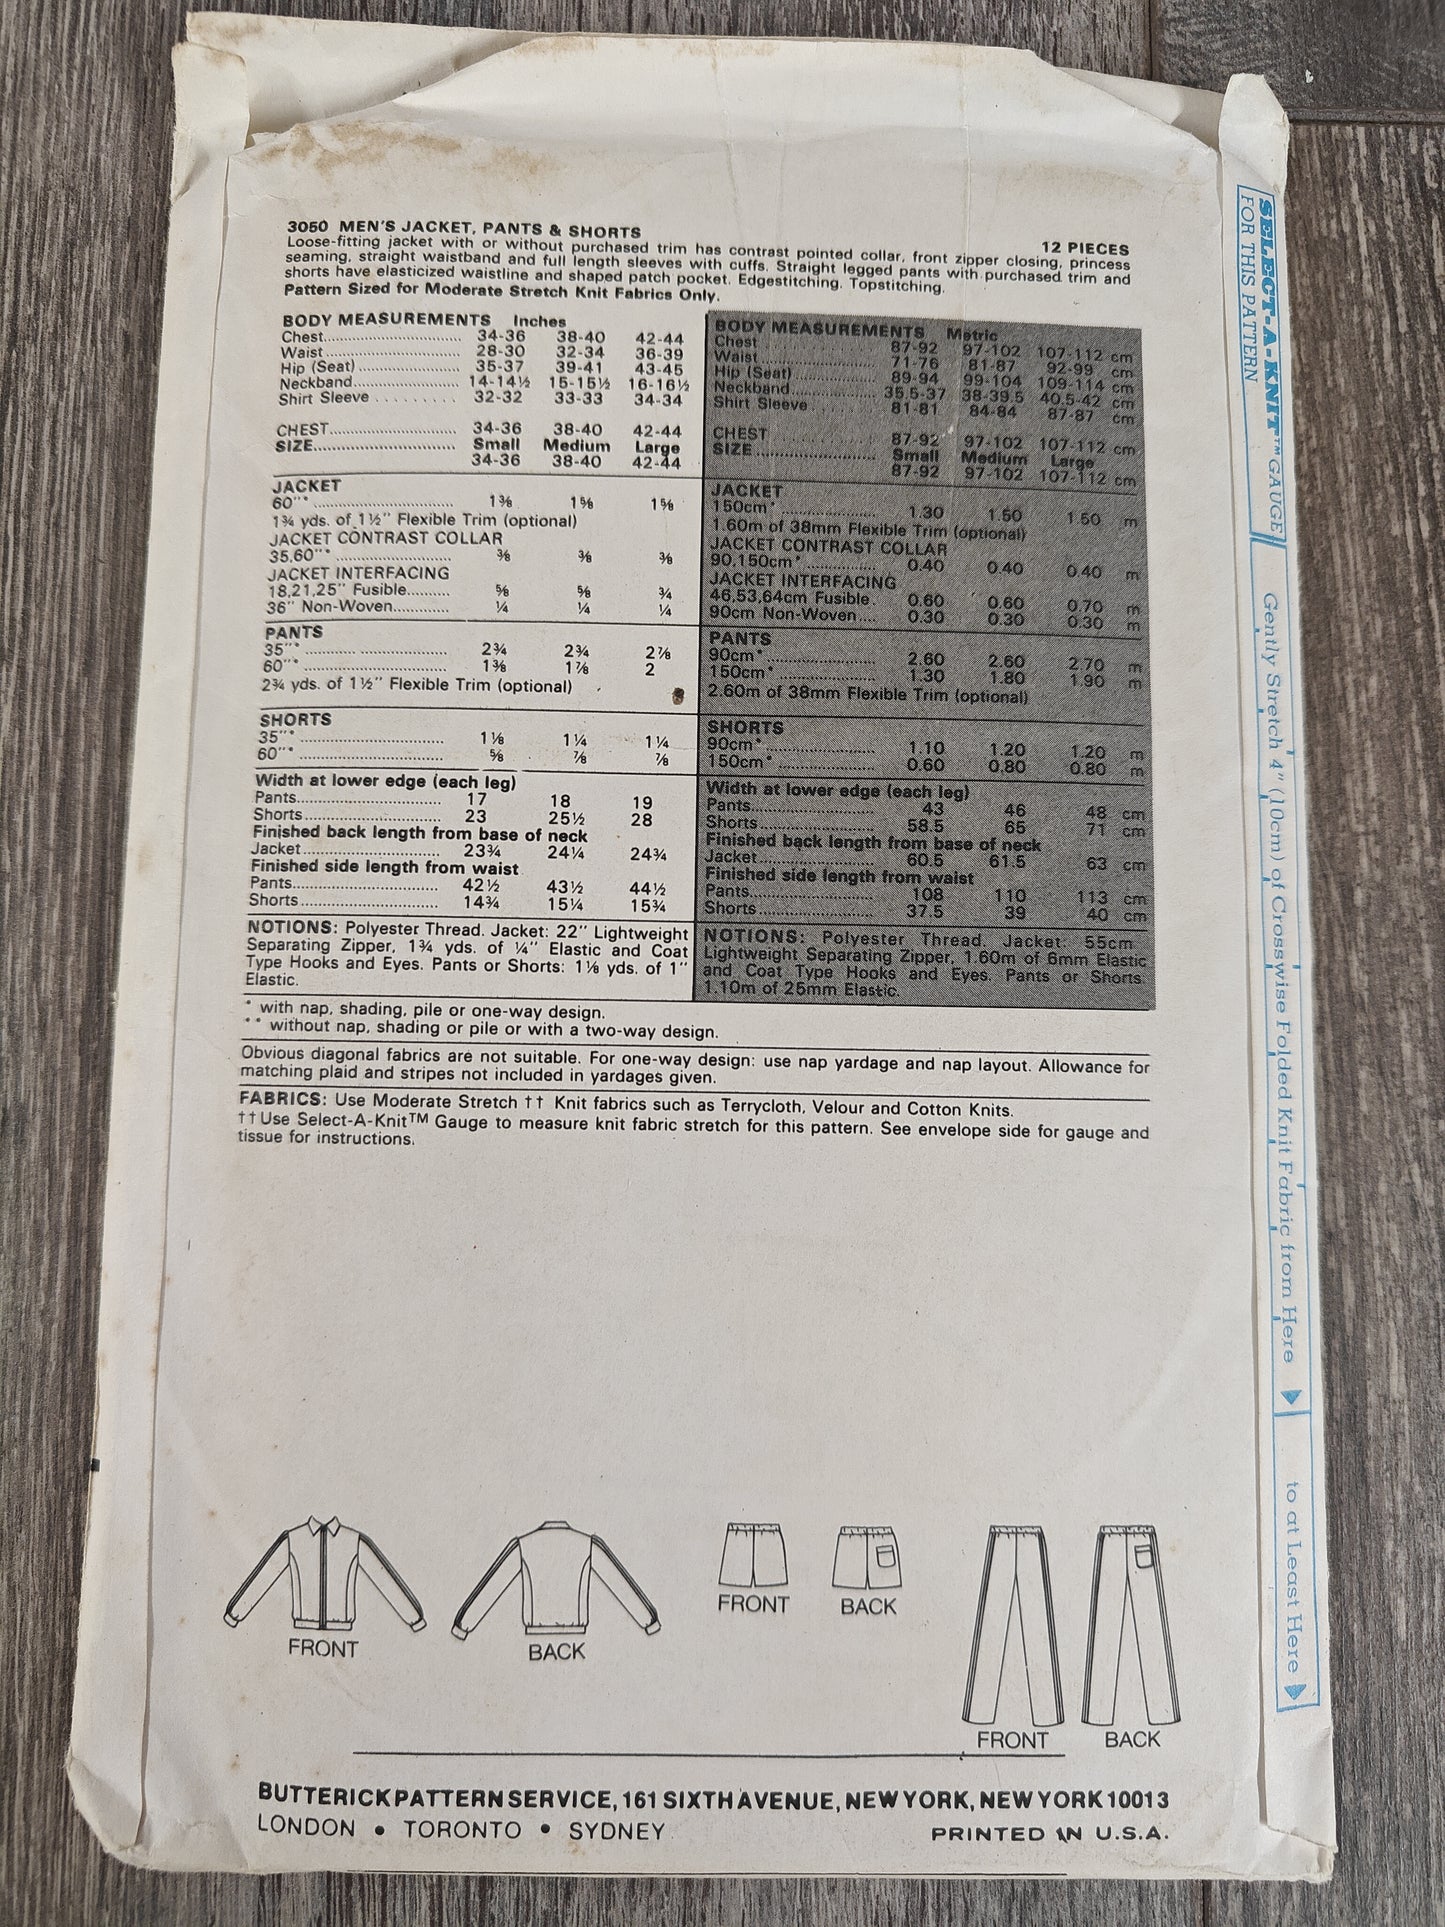 3050 MEN'S JACKET, PANTS & SHORTS
12 PIECES
Loose-fitting jacket with or without purchased trim has contrast pointed collar, front zipper closing, princess
seaming, straight waistband and full length sleeves with cuffs. Straight legged pants with purchased trim and
shorts have elasticized waistline and shaped patch pocket. Edgestitching, Topstitching.
Pattern Sized for Moderate Stretch Knit Fabrics Only.
BODY MEASUREMENTS Inches
Chest 34-36 38-40 42-44
Waist 28-30 32-34 36-39
Hip (Seat) 35-37 39-41 43-45
Neckband 14-14½ 15-15½ 16-16½
Shirt Sleeve 32-32 33-33 34-34
CHEST 34-36 38-40 42-44
SIZE Small Medium Large
34-36 38-40 42-44
JACKET
60"* 1⅜ 1⅝ 1⅝
1¾ yds. of 1½" Flexible Trim (optional)
JACKET CONTRAST COLLAR
35,60"* ⅜ ⅜ ⅜
JACKET INTERFACING
18,21,25" Fusible ⅝ ⅝ ¾
36" Non-Woven ¼ ¼ ¼
PANTS
35"* 2¾ 2¾ 2⅞
60"* 1⅜ 1⅞ 2
2¾ yds. of 1½" Flexible Trim (optional)
SHORTS
35"* 1⅛ 1¼ 1¼
60"* ⅝ ⅞ ⅞
Width at lower edge (each leg)
Pants 17 18 19
Shorts 23 25½ 28
Finished back length from base of neck
Jacket 23¾ 24¼ 24¾
Finished side length from waist
Pants 42½ 43½ 44½
Shorts 14¾ 15¼ 15¾
NOTIONS: Polyester Thread. Jacket: 22" Lightweight
Separating Zipper, 1¾ yds. of ¼" Elastic and Coat
Type Hooks and Eyes. Pants or Shorts: 1⅛ yds. of 1"
Elastic.
BODY MEASUREMENTS Metric
Chest 87-92 97-102 107-112 cm
Waist 71-76 81-87 92-99 cm
Hip (Seat) 89-94 99-104 109-114 cm
Neckband 35.5-37 38-39.5 40.5-42 cm
Shirt Sleeve 81-81 84-84 87-87 cm
CHEST 87-92 97-102 107-112 cm
SIZE Small Medium Large
87-92 97-102 107-112 cm
JACKET
150cm* 1.30 1.50 1.50 m
1.60m of 38mm Flexible Trim (optional)
JACKET CONTRAST COLLAR
90,150cm* 0.40 0.40 0.40 m
JACKET INTERFACING
46,53,64cm Fusible 0.60 0.60 0.70 m
90cm Non-Woven 0.30 0.30 0.30 m
PANTS
90cm* 2.60 2.60 2.70 m
150cm* 1.30 1.80 1.90 m
2.60m of 38mm Flexible Trim (optional)
SHORTS
90cm* 1.10 1.20 1.20 m
150cm* 0.60 0.80 0.80 m
Width at lower edge (each leg)
Pants 43 46 48 cm
Shorts 58.5 65 71 cm
Finished back length from base of neck
Jacket 60.5 61.5 63 cm
Finished side length from waist
Pants 108 110 113 cm
Shorts 37.5 39 40 cm
NOTIONS: Polyester Thread. Jacket: 55cm
Lightweight Separating Zipper, 1.60m of 6mm Elastic
and Coat Type Hooks and Eyes. Pants or Shorts:
1.10m of 25mm Elastic.
* with nap, shading, pile or one-way design.
** without nap, shading or pile or with a two-way design.
Obvious diagonal fabrics are not suitable. For one-way design: use nap yardage and nap layout. Allowance for
matching plaid and stripes not included in yardages given.
FABRICS: Use Moderate Stretch †† Knit fabrics such as Terrycloth, Velour and Cotton Knits.
†† Use Select-A-Knit™ Gauge to measure knit fabric stretch for this pattern. See envelope side for gauge and
tissue for instructions.
SELECT-A-KNIT™ GAUGE
FOR THIS PATTERN
Gently Stretch 4" (10cm) of Crosswise Folded Knit Fabric from Here
to at Least Here
FRONT
BACK
FRONT
BACK
FRONT
BACK
BUTTERICK PATTERN SERVICE, 161 SIXTH AVENUE, NEW YORK, NEW YORK 10013
LONDON • TORONTO • SYDNEY
PRINTED IN U.S.A.